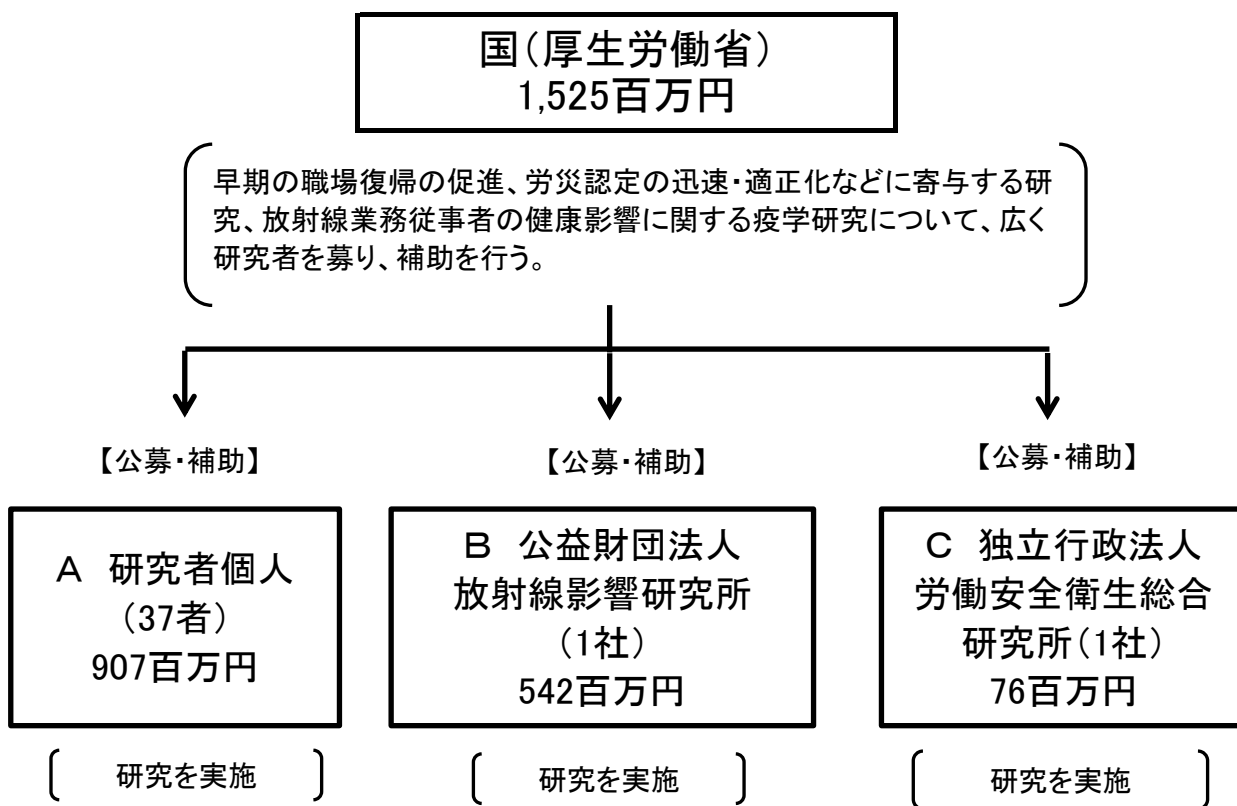 国(厚生労働省)
1,525百万円
早期の職場復帰の促進、労災認定の迅速・適正化などに寄与する研
究、放射線業務従事者の健康影響に関する疫学研究について、広く
研究者を募り、補助を行う。
【公募・補助】
【公募・補助】
【公募・補助】
A 研究者個人
(37者)
907百万円
B 公益財団法人
放射線影響研究所
(1社)
542百万円
C 独立行政法人
労働安全衛生総合
研究所(1社)
76百万円
研究を実施
研究を実施
研究を実施